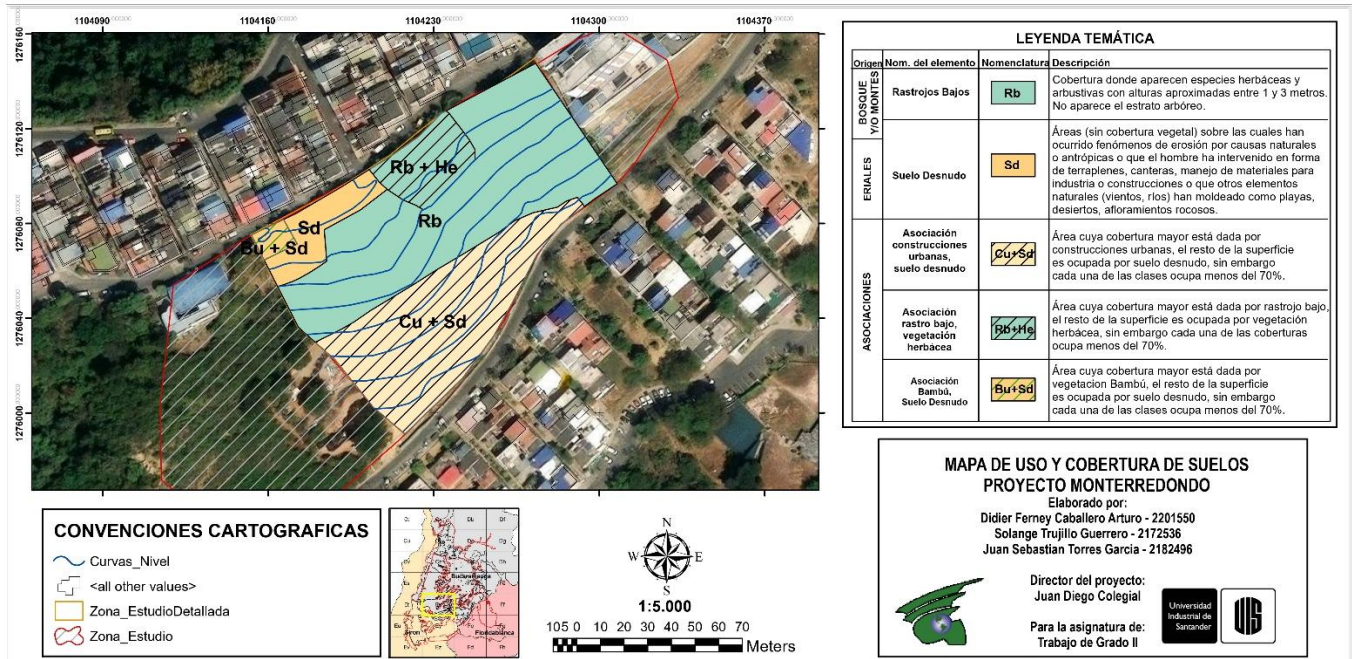 1104090,000000 1104160,000000 1104230,000000 1104300,000000 1104370,000000
1276160
1276120
1276080
1276040
1276000
Rb + He
Rb
Sd
Bu + Sd
Cu + Sd
LEYENDA TEMÁTICA
Origen Nom. del elemento Nomenclatura Descripción
BOSQUE
Y/O MONTES
Rastrojos Bajos
Rb
Cobertura donde aparecen especies herbáceas y
arbustivas con alturas aproximadas entre 1 y 3 metros.
No aparece el estrato arbóreo.
ERIALES
Suelo Desnudo
Sd
Áreas (sin cobertura vegetal) sobre las cuales han
ocurrido fenómenos de erosión por causas naturales
o antrópicas o que el hombre ha intervenido en forma
de terraplenes, canteras, manejo de materiales para
industria o construcciones o que otros elementos
naturales (vientos, ríos) han moldeado como playas,
desiertos, afloramientos rocosos.
ASOCIACIONES
Asociación
construcciones
urbanas,
suelo desnudo
Cu+Sd
Área cuya cobertura mayor está dada por
construcciones urbanas, el resto de la superficie
es ocupada por suelo desnudo, sin embargo
cada una de las clases ocupa menos del 70%.
Asociación
rastro bajo,
vegetación
herbácea
Rb+He
Área cuya cobertura mayor está dada por rastrojo bajo,
el resto de la superficie es ocupada por vegetación
herbácea, sin embargo cada una de las coberturas
ocupa menos del 70%.
Asociación
Bambú,
Suelo Desnudo
Bu+Sd
Área cuya cobertura mayor está dada por
vegetacion Bambú, el resto de la superficie
es ocupada por suelo desnudo, sin embargo
cada una de las clases ocupa menos del 70%.
CONVENCIONES CARTOGRAFICAS
Curvas_Nivel
<all other values>
Zona_EstudioDetallada
Zona_Estudio
Bucaramanga
Giron
Floridablanca
N
W E
S
1:5.000
105 0 10 20 30 40 50 60 70
Meters
MAPA DE USO Y COBERTURA DE SUELOS
PROYECTO MONTERREDONDO
Elaborado por:
Didier Ferney Caballero Arturo - 2201550
Solange Trujillo Guerrero - 2172536
Juan Sebastian Torres Garcia - 2182496
Director del proyecto:
Juan Diego Colegial
Para la asignatura de:
Trabajo de Grado II
Universidad
Industrial de
Santander
UIS